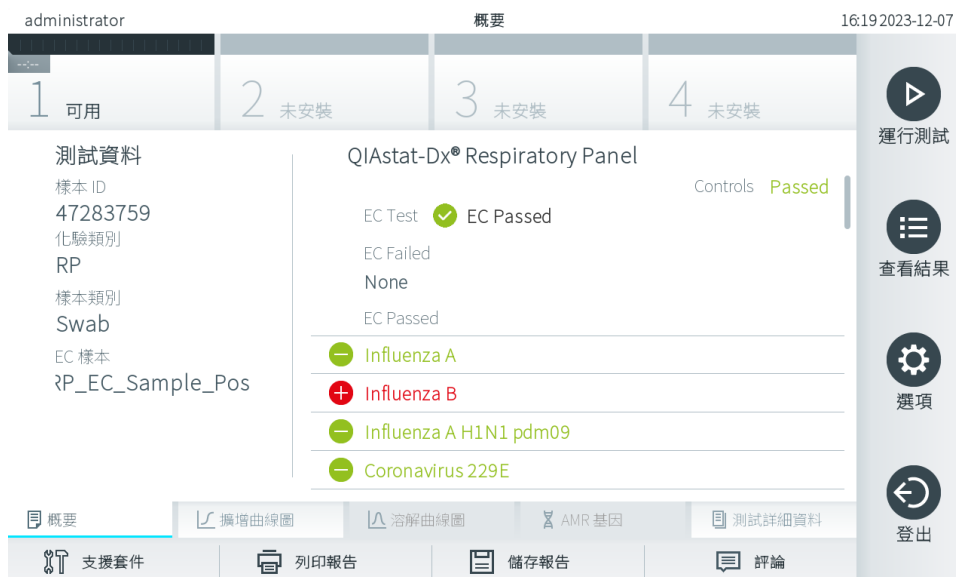 administrator
概要
16:19 2023-12-07
--:--
1 可用
2 未安裝
3 未安裝
4 未安裝
運行測試
測試資料
樣本 ID
47283759
化驗類別
RP
樣本類別
Swab
EC 樣本
RP_EC_Sample_Pos
QIAstat-Dx® Respiratory Panel
Controls Passed
EC Test EC Passed
EC Failed
None
EC Passed
Influenza A
Influenza B
Influenza A H1N1 pdm09
Coronavirus 229E
查看結果
選項
登出
概要
擴增曲線圖
溶解曲線圖
AMR 基因
測試詳細資料
支援套件
列印報告
儲存報告
評論